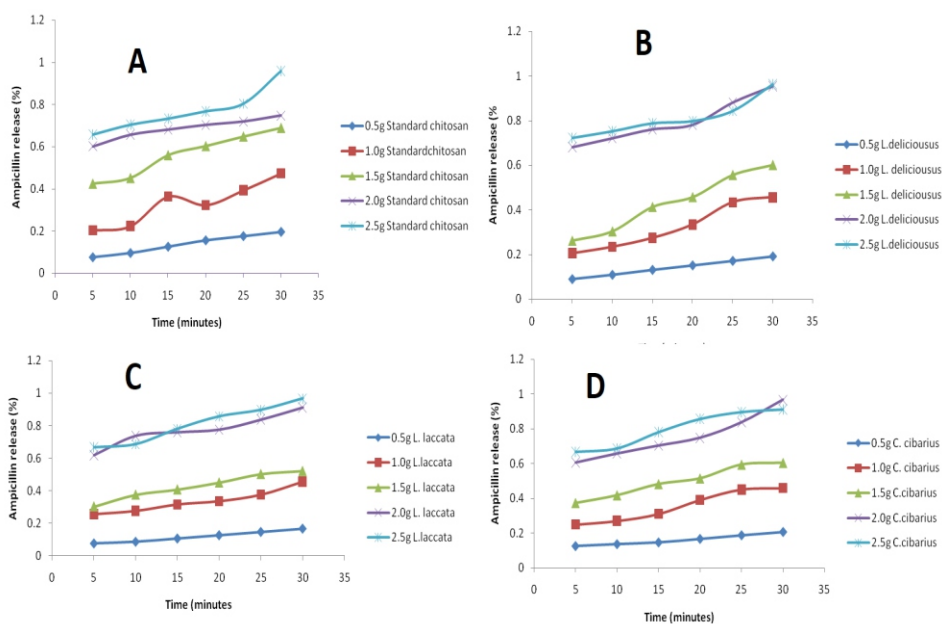 A
Ampicillin release (%)
1.2
1
0.8
0.6
0.4
0.2
0
0 5 10 15 20 25 30 35
Time (minutes)
0.5g Standard chitosan
1.0g Standardchitosan
1.5g Standard chitosan
2.0g Standard chitosan
2.5g Standard chitosan
B
Ampicillin release (%
1.2
1
0.8
0.6
0.4
0.2
0
0 5 10 15 20 25 30 35
0.5g L.deliciousus
1.0g L. deliciousus
1.5g L. deliciousus
2.0g L.deliciousus
2.5g L.deliciousus
C
Ampicillin release (%)
1.2
1
0.8
0.6
0.4
0.2
0
0 5 10 15 20 25 30 35
Time (minutes
0.5g L. laccata
1.0g L.laccata
1.5g L. laccata
2.0g L. laccata
2.5g L.laccata
D
Ampicillin release (%)
1.2
1
0.8
0.6
0.4
0.2
0
0 5 10 15 20 25 30 35
Time (minutes)
0.5g C. cibarius
1.0g C. cibarius
1.5g C.cibarius
2.0g C.cibarius
2.5g C.cibarius